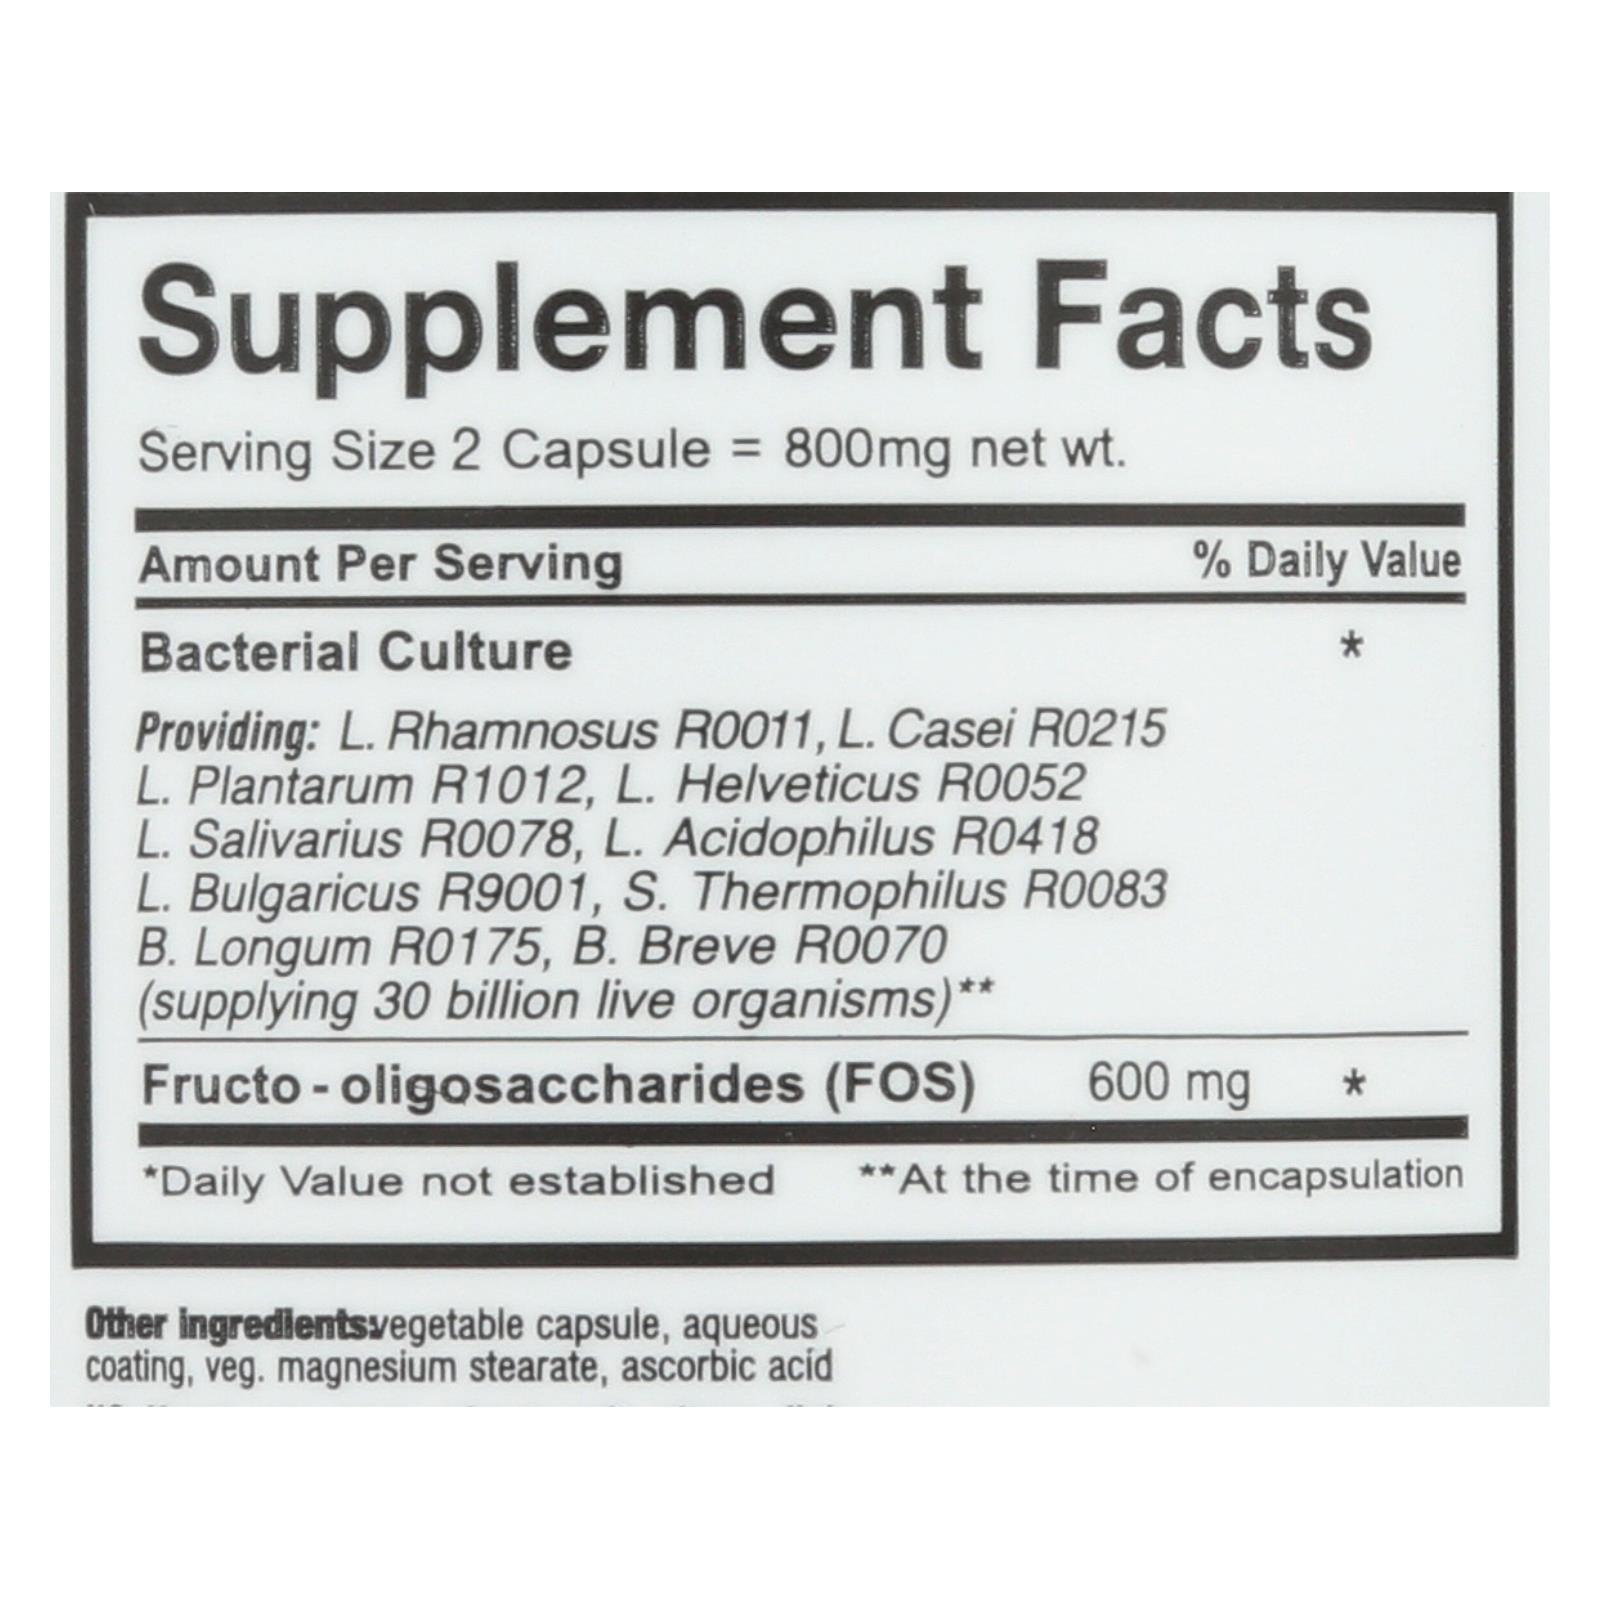 Supplement Facts
Serving Size 2 Capsule = 800mg net wt.
Amount Per Serving % Daily Value
Bacterial Culture *
Providing: L. Rhamnosus R0011, L. Casei R0215
L. Plantarum R1012, L. Helveticus R0052
L. Salivarius R0078, L. Acidophilus R0418
L. Bulgaricus R9001, S. Thermophilus R0083
B. Longum R0175, B. Breve R0070
(supplying 30 billion live organisms)**
Fructo - oligosaccharides (FOS) 600 mg *
*Daily Value not established **At the time of encapsulation
Other ingredients:vegetable capsule, aqueous
coating, veg. magnesium stearate, ascorbic acid